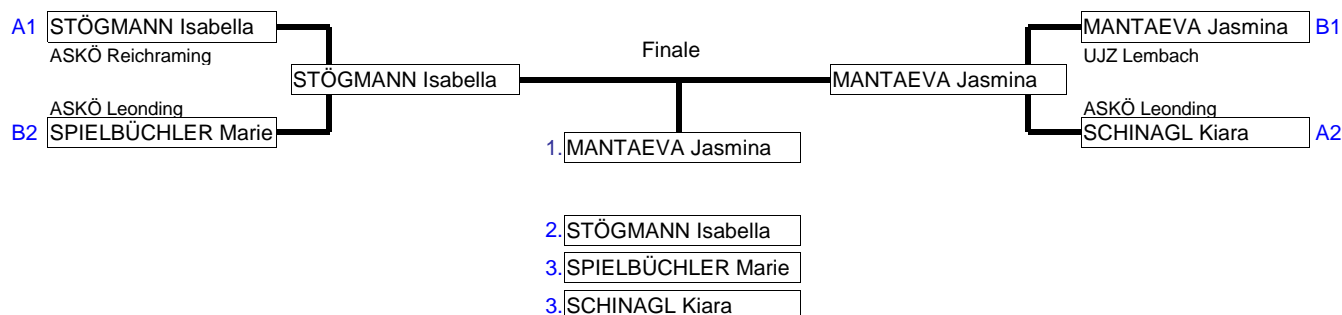 A1 STÖGMANN Isabella
ASKÖ Reichraming
STÖGMANN Isabella
ASKÖ Leonding
B2 SPIELBÜCHLER Marie
Finale
MANTAEVA Jasmina B1
UJZ Lembach
MANTAEVA Jasmina
ASKÖ Leonding
SCHINAGL Kiara A2
1. MANTAEVA Jasmina
2. STÖGMANN Isabella
3. SPIELBÜCHLER Marie
3. SCHINAGL Kiara